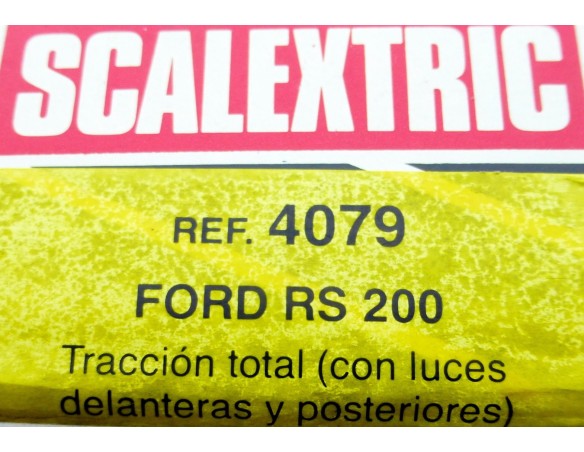 SCALEXTRIC
REF. 4079
FORD RS 200
Tracción total (con luces
delanteras y posteriores)